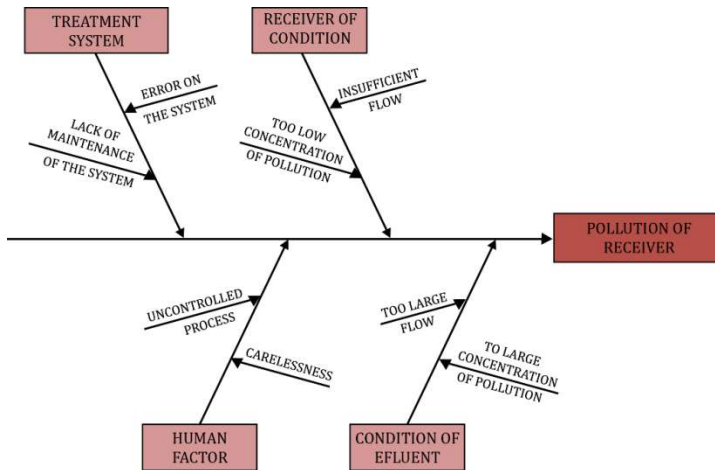 TREATMENT
SYSTEM
RECEIVER OF
CONDITION
ERROR ON
THE SYSTEM
LACK OF
MAINTENANCE
OF THE SYSTEM
INSUFFICIENT
FLOW
TOO LOW
CONCENTRATION
OF POLLUTION
POLLUTION OF
RECEIVER
UNCONTROLLED
PROCESS
CARELESSNESS
TOO LARGE
FLOW
TO LARGE
CONCENTRATION
OF POLLUTION
HUMAN
FACTOR
CONDITION OF
EFLUENT